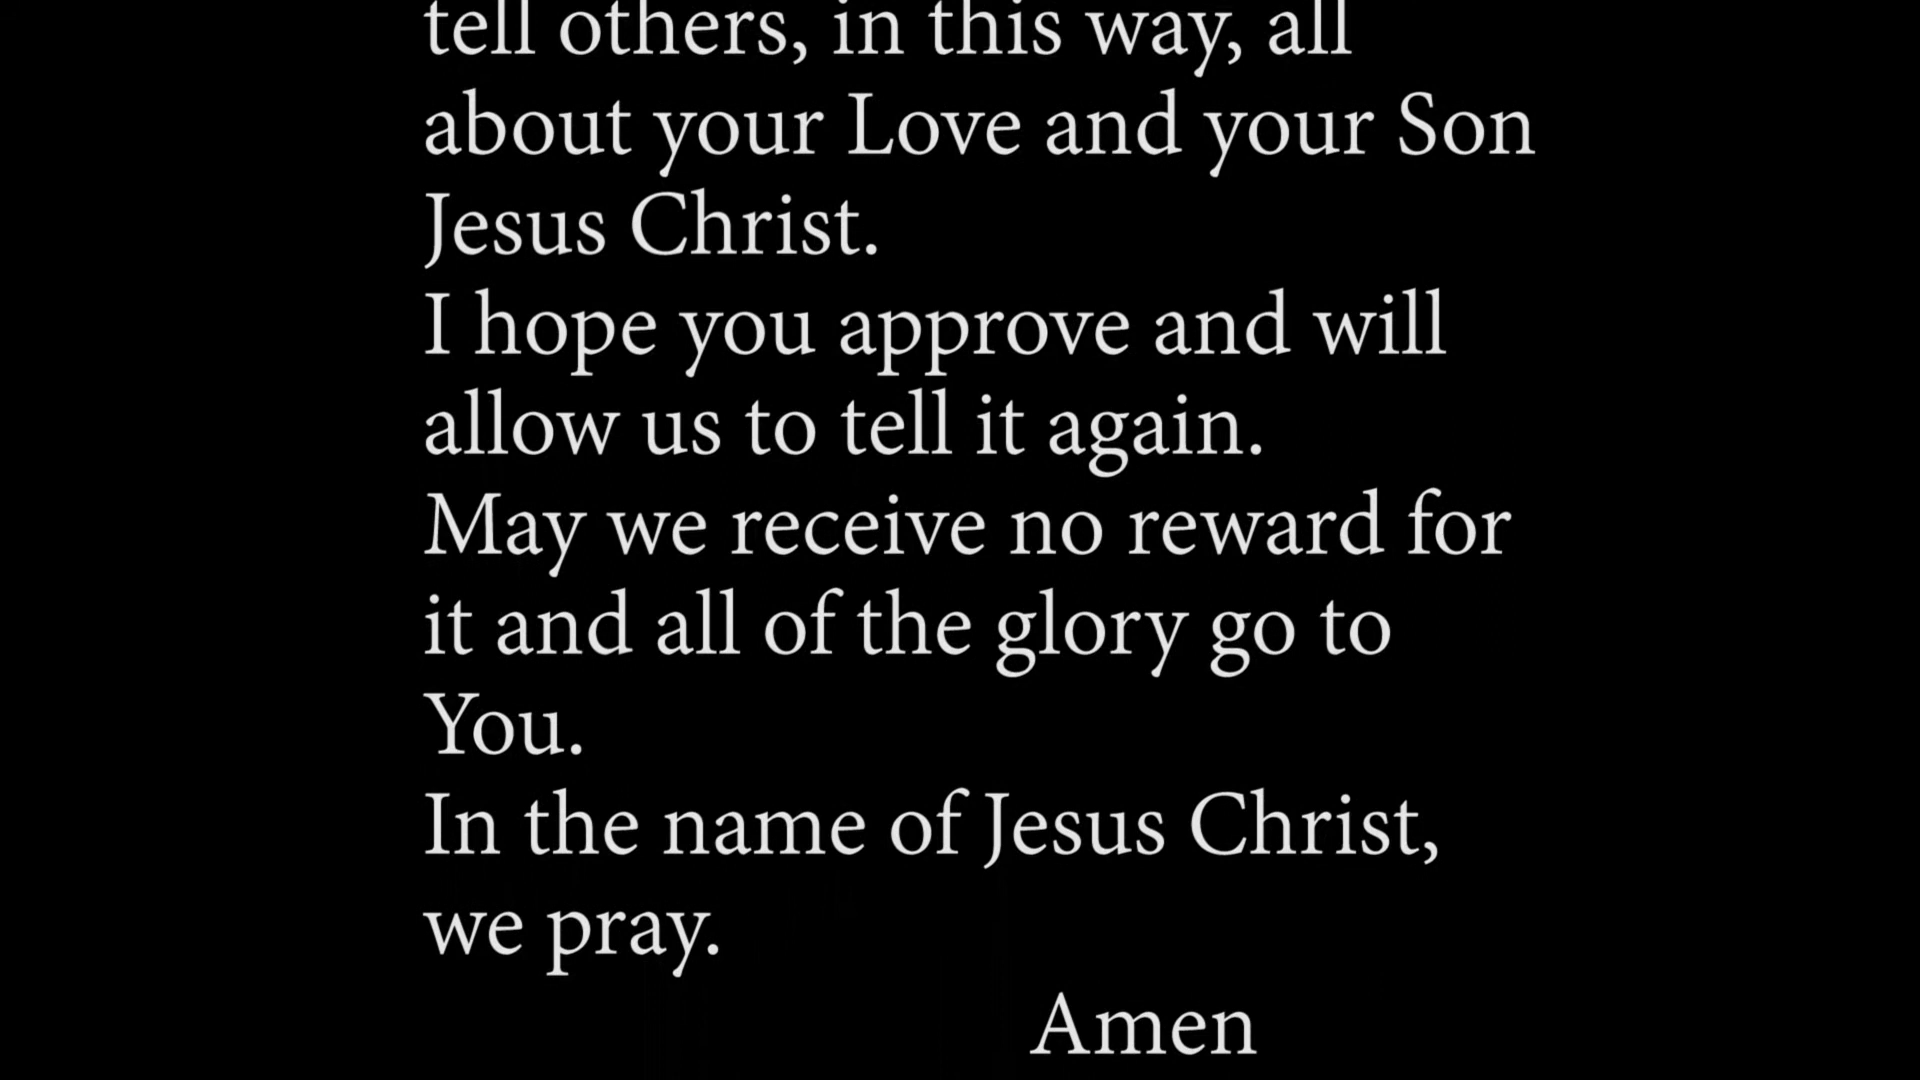 tell others, in this way, all
about your Love and your Son
Jesus Christ.
I hope you approve and will
allow us to tell it again.
May we receive no reward for
it and all of the glory go to
You.
In the name of Jesus Christ,
we pray.
Amen